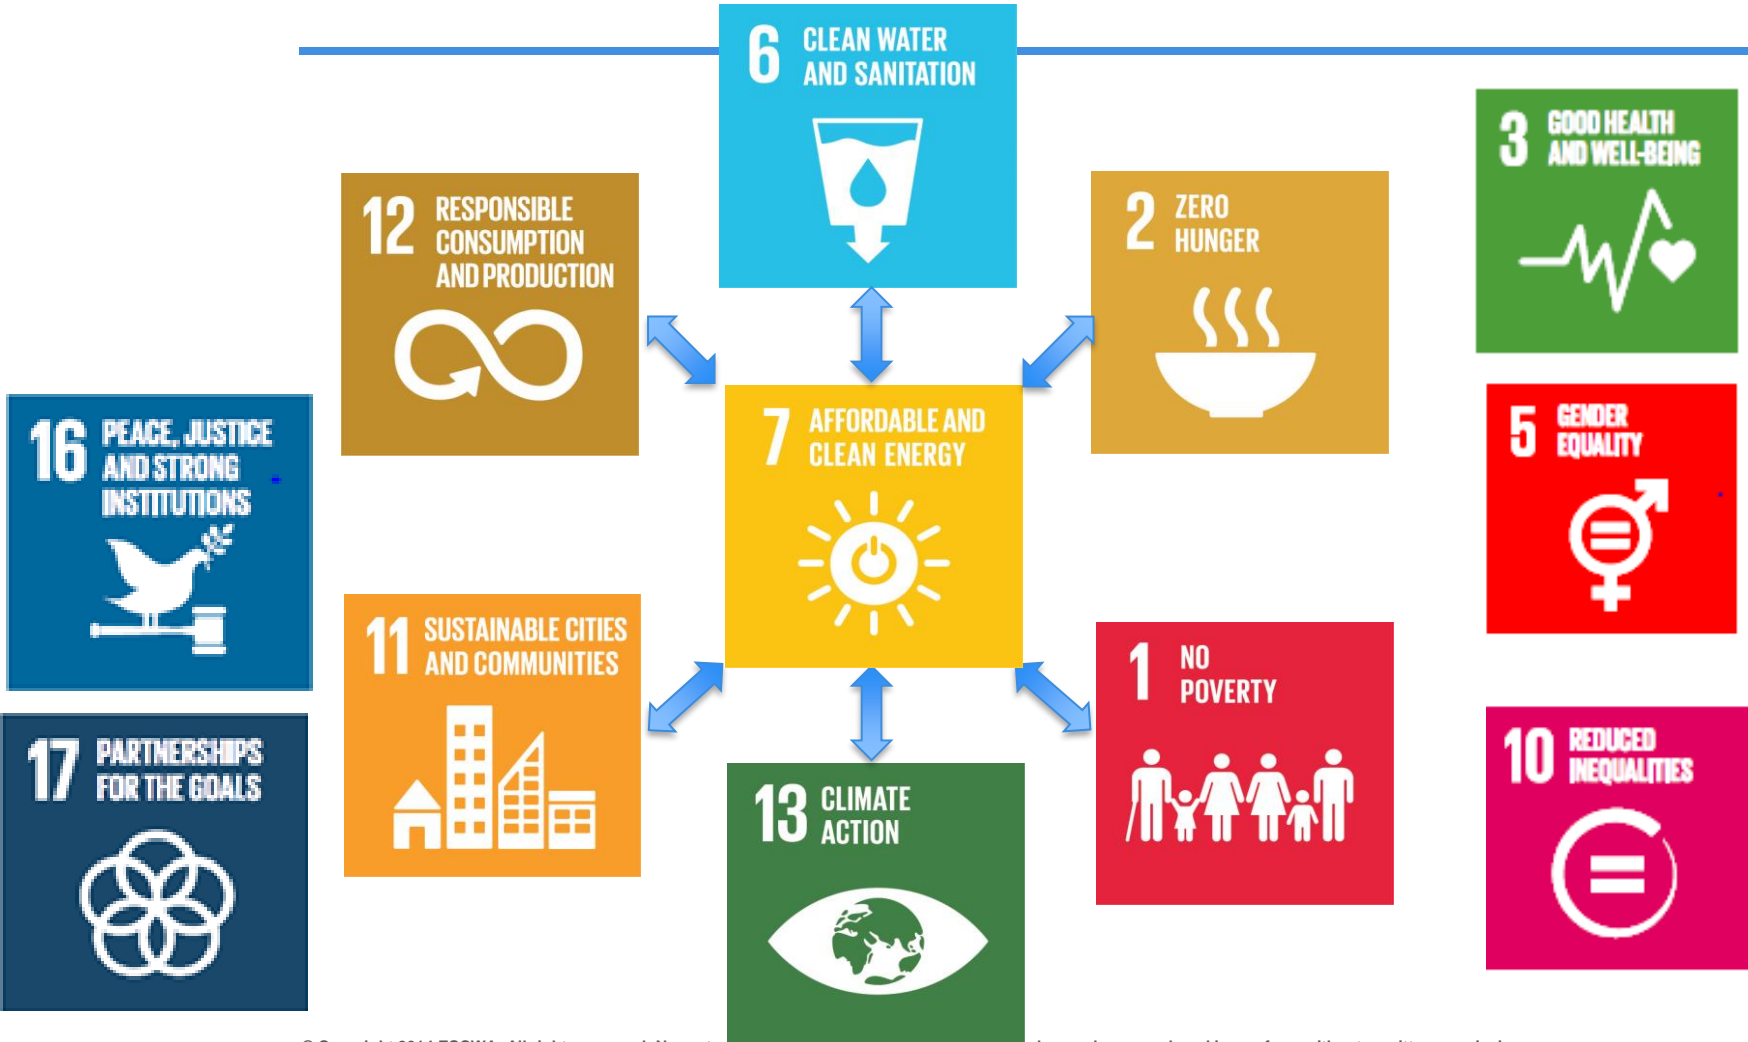 6 CLEAN WATER
AND SANITATION
3 GOOD HEALTH
AND WELL-BEING
12 RESPONSIBLE
CONSUMPTION
AND PRODUCTION
2 ZERO
HUNGER
16 PEACE, JUSTICE
AND STRONG
INSTITUTIONS
7 AFFORDABLE AND
CLEAN ENERGY
5 GENDER
EQUALITY
11 SUSTAINABLE CITIES
AND COMMUNITIES
1 NO
POVERTY
17 PARTNERSHIPS
FOR THE GOALS
13 CLIMATE
ACTION
10 REDUCED
INEQUALITIES